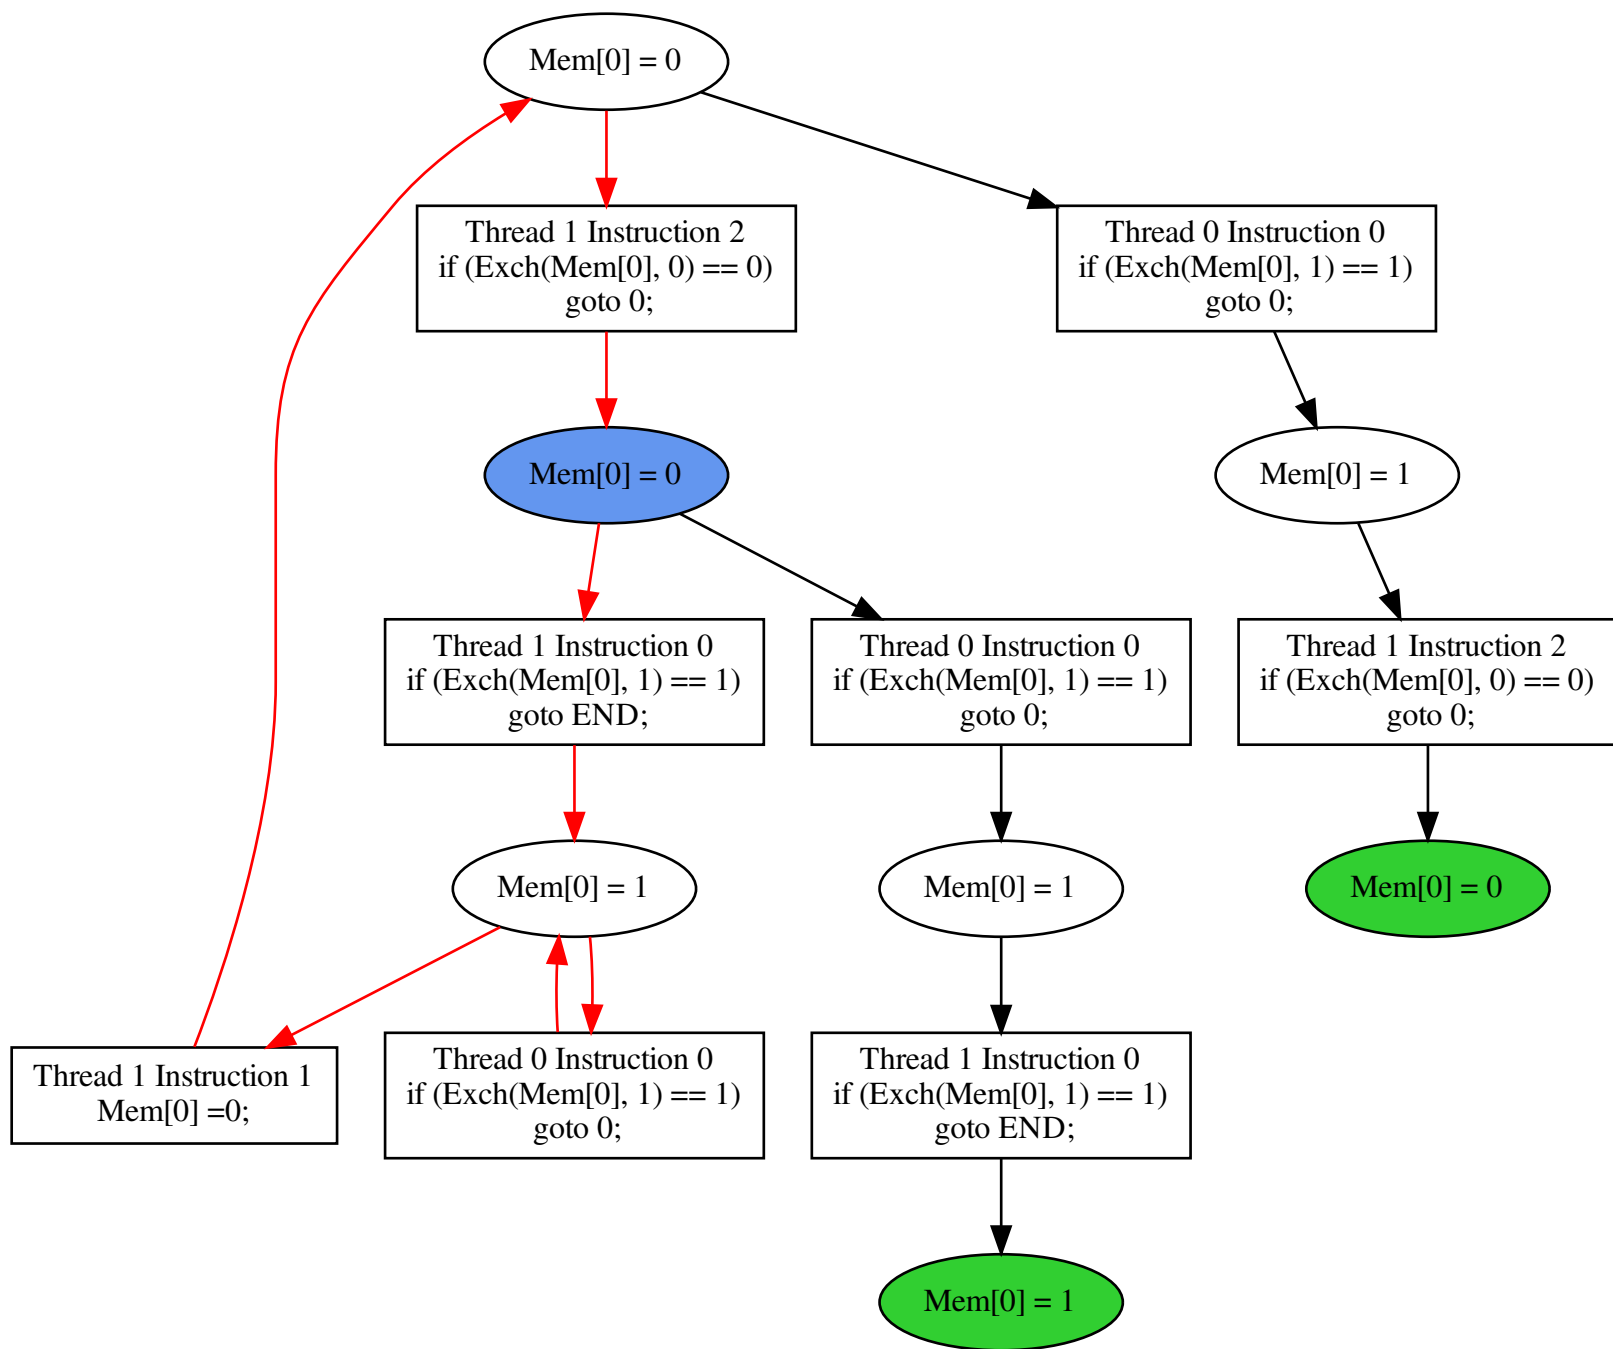 Mem[0] = 0
Thread 1 Instruction 2
if (Exch(Mem[0], 0) == 0)
goto 0;
Thread 0 Instruction 0
if (Exch(Mem[0], 1) == 1)
goto 0;
Mem[0] = 0
Mem[0] = 1
Thread 1 Instruction 0
if (Exch(Mem[0], 1) == 1)
goto END;
Thread 0 Instruction 0
if (Exch(Mem[0], 1) == 1)
goto 0;
Thread 1 Instruction 2
if (Exch(Mem[0], 0) == 0)
goto 0;
Mem[0] = 1
Mem[0] = 1
Mem[0] = 0
Thread 1 Instruction 1
Mem[0] =0;
Thread 0 Instruction 0
if (Exch(Mem[0], 1) == 1)
goto 0;
Thread 1 Instruction 0
if (Exch(Mem[0], 1) == 1)
goto END;
Mem[0] = 1